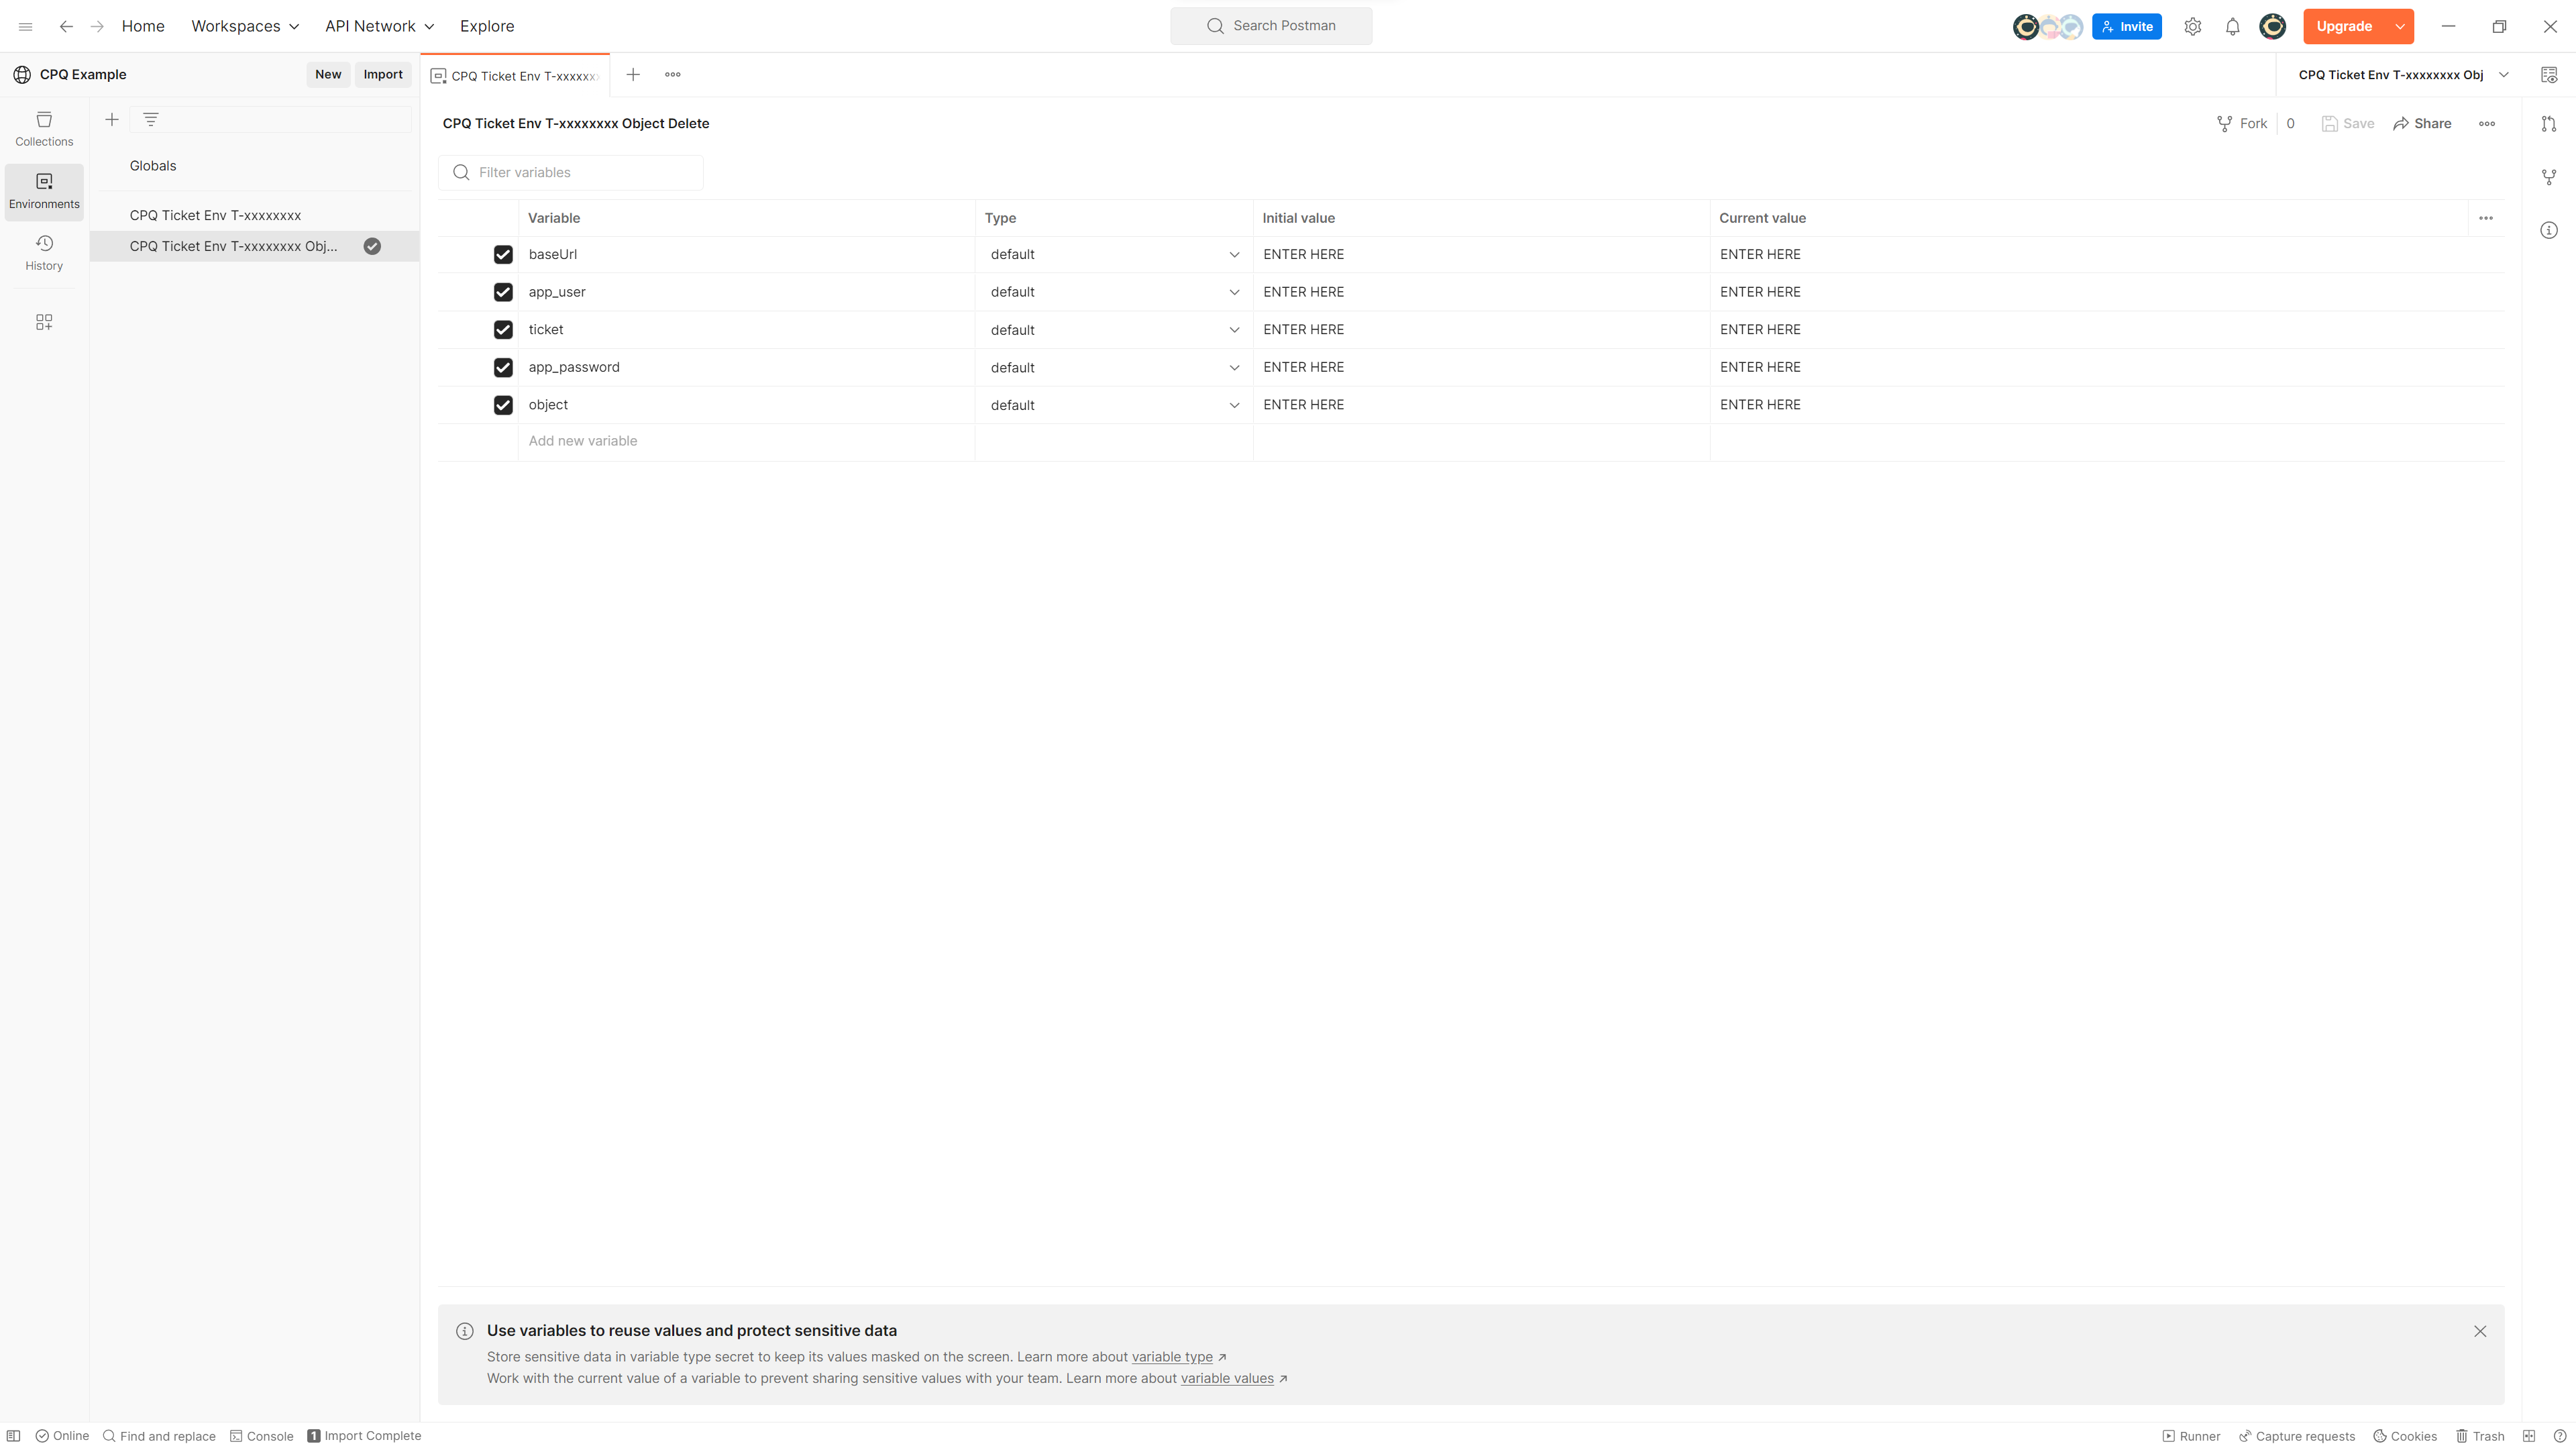 Home Workspaces API Network Explore Search Postman Invite Upgrade
CPQ Example New Import CPQ Ticket Env T-xxxxxxx CPQ Ticket Env T-xxxxxxxx Obj
Collections
Environments
History
Globals
CPQ Ticket Env T-xxxxxxxx
CPQ Ticket Env T-xxxxxxxx Obj...
CPQ Ticket Env T-xxxxxxxx Object Delete Fork 0 Save Share
Filter variables
Variable Type Initial value Current value
baseUrl default ENTER HERE ENTER HERE
app_user default ENTER HERE ENTER HERE
ticket default ENTER HERE ENTER HERE
app_password default ENTER HERE ENTER HERE
object default ENTER HERE ENTER HERE
Add new variable
Use variables to reuse values and protect sensitive data
Store sensitive data in variable type secret to keep its values masked on the screen. Learn more about variable type ↗
Work with the current value of a variable to prevent sharing sensitive values with your team. Learn more about variable values ↗
Online Find and replace Console 1 Import Complete Runner Capture requests Cookies Trash